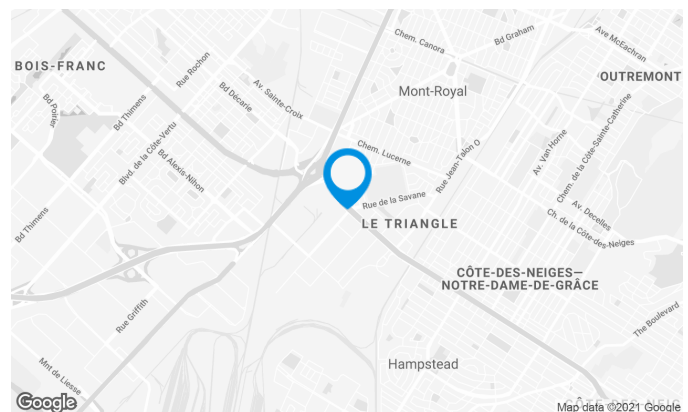 Chem. Canora
Bd Graham
Ave McEachran
BOIS-FRANC
Rue Rochon
OUTREMONT
Bd Décarie
Av. Sainte-Croix
Mont-Royal
Bd Poirier
Bd Thimens
Blvd. de la Côte-Vertu
Bd Alexis-Nihon
Chem. Lucerne
Rue Jean-Talon O
Av. Van Horne
Chem. de la Côte-Sainte-Catherine
Rue de la Savane
LE TRIANGLE
Av. Decelles
Ch. de la Côte-des-Neiges
Bd Thimens
CÔTE-DES-NEIGES—
NOTRE-DAME-DE-GRÂCE
Rue Griffith
The Boulevard
Mnt de Liesse
Hampstead
CÔTE-DES-NEIG
Google
Map data ©2021 Google